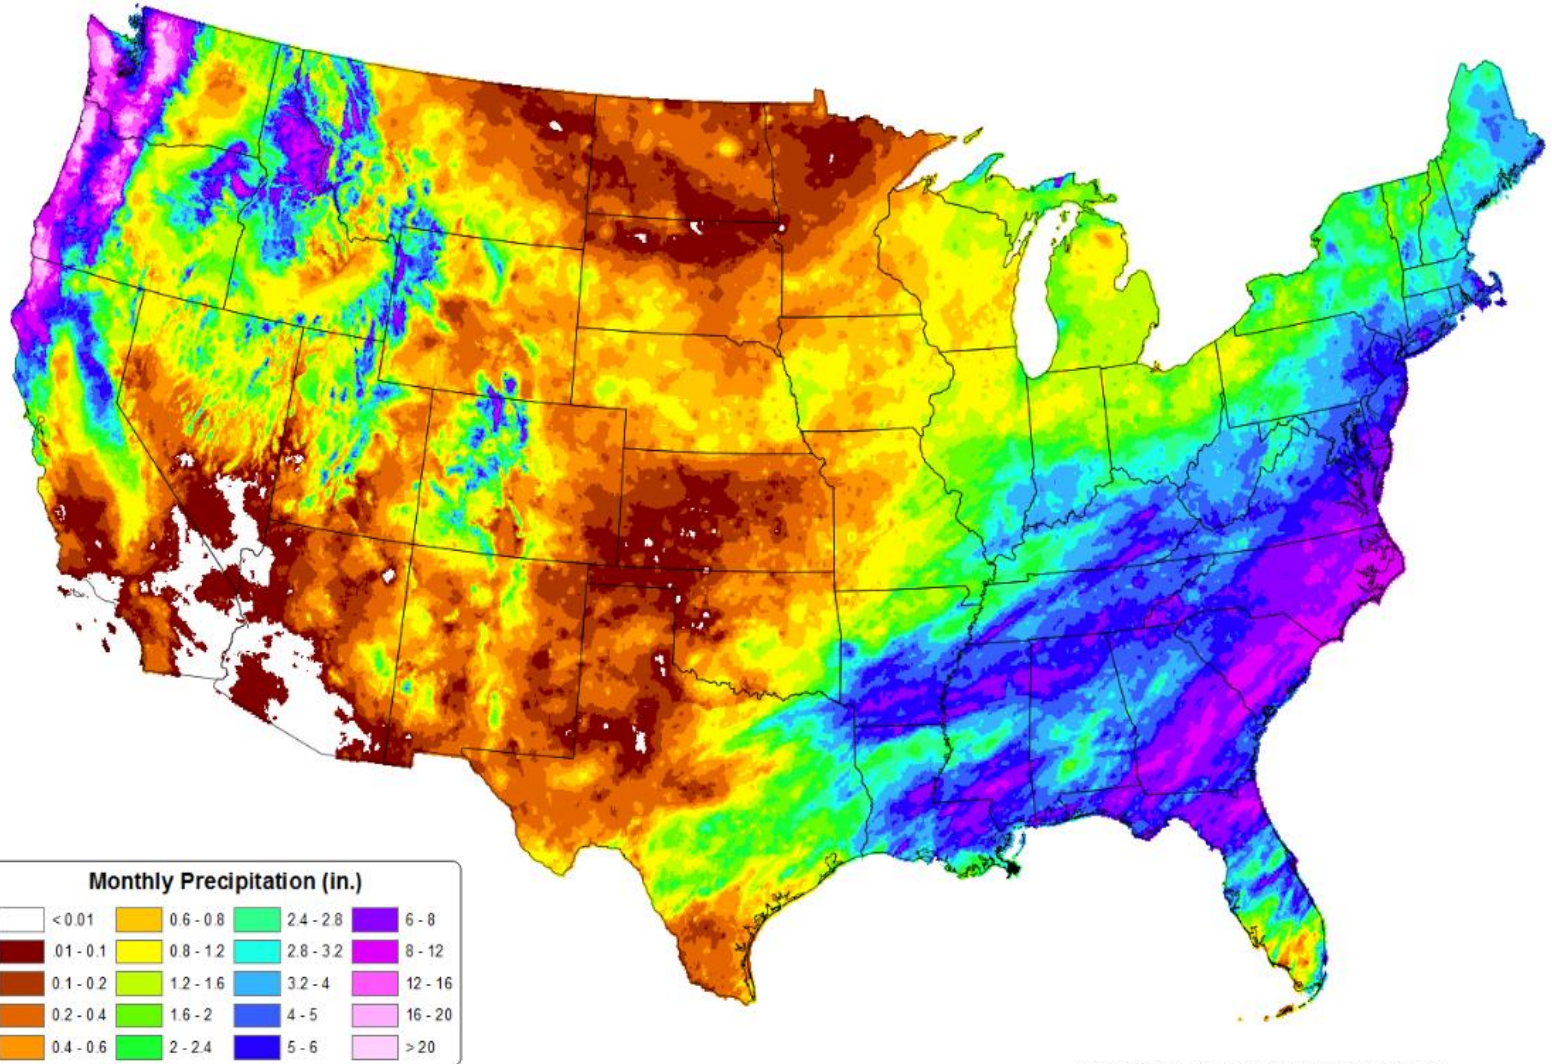 Monthly Precipitation (in.)
< 0.01 0.6 - 0.8 2.4 - 2.8 6 - 8
.01 - 0.1 0.8 - 1.2 2.8 - 3.2 8 - 12
0.1 - 0.2 1.2 - 1.6 3.2 - 4 12 - 16
0.2 - 0.4 1.6 - 2 4 - 5 16 - 20
0.4 - 0.6 2 - 2.4 5 - 6 > 20